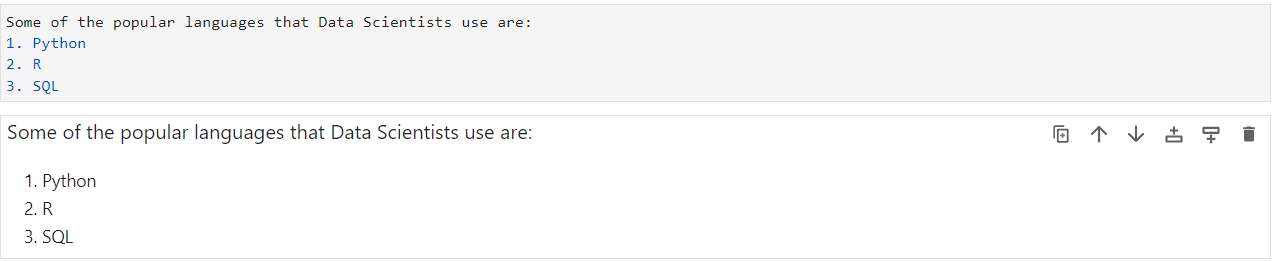 Some of the popular languages that Data Scientists use are:
1. Python
2. R
3. SQL
Some of the popular languages that Data Scientists use are:
1. Python
2. R
3. SQL